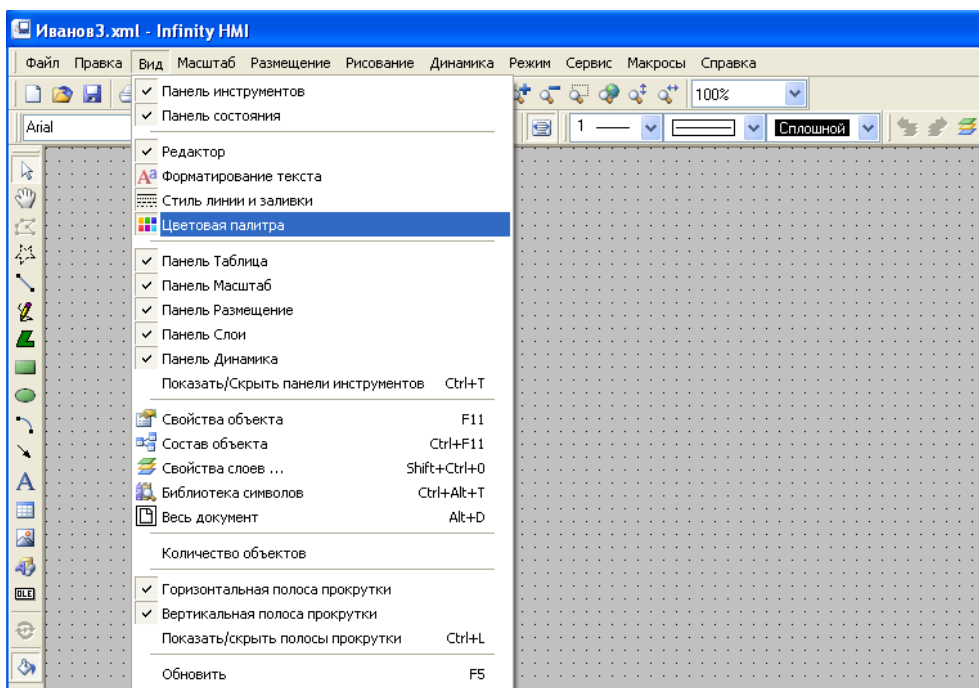 Иванов3.xml - Infinity HMI
Файл Правка Вид Масштаб Размещение Рисование Динамика Режим Сервис Макросы Справка
100%
Arial
1
Сплошной
Панель инструментов
Панель состояния
Редактор
Форматирование текста
Стиль линии и заливки
Цветовая палитра
Панель Таблица
Панель Масштаб
Панель Размещение
Панель Слои
Панель Динамика
Показать/Скрыть панели инструментов Ctrl+T
Свойства объекта F11
Состав объекта Ctrl+F11
Свойства слоев ... Shift+Ctrl+0
Библиотека символов Ctrl+Alt+T
Весь документ Alt+D
Количество объектов
Горизонтальная полоса прокрутки
Вертикальная полоса прокрутки
Показать/скрыть полосы прокрутки Ctrl+L
Обновить F5
Aa
A
OLE